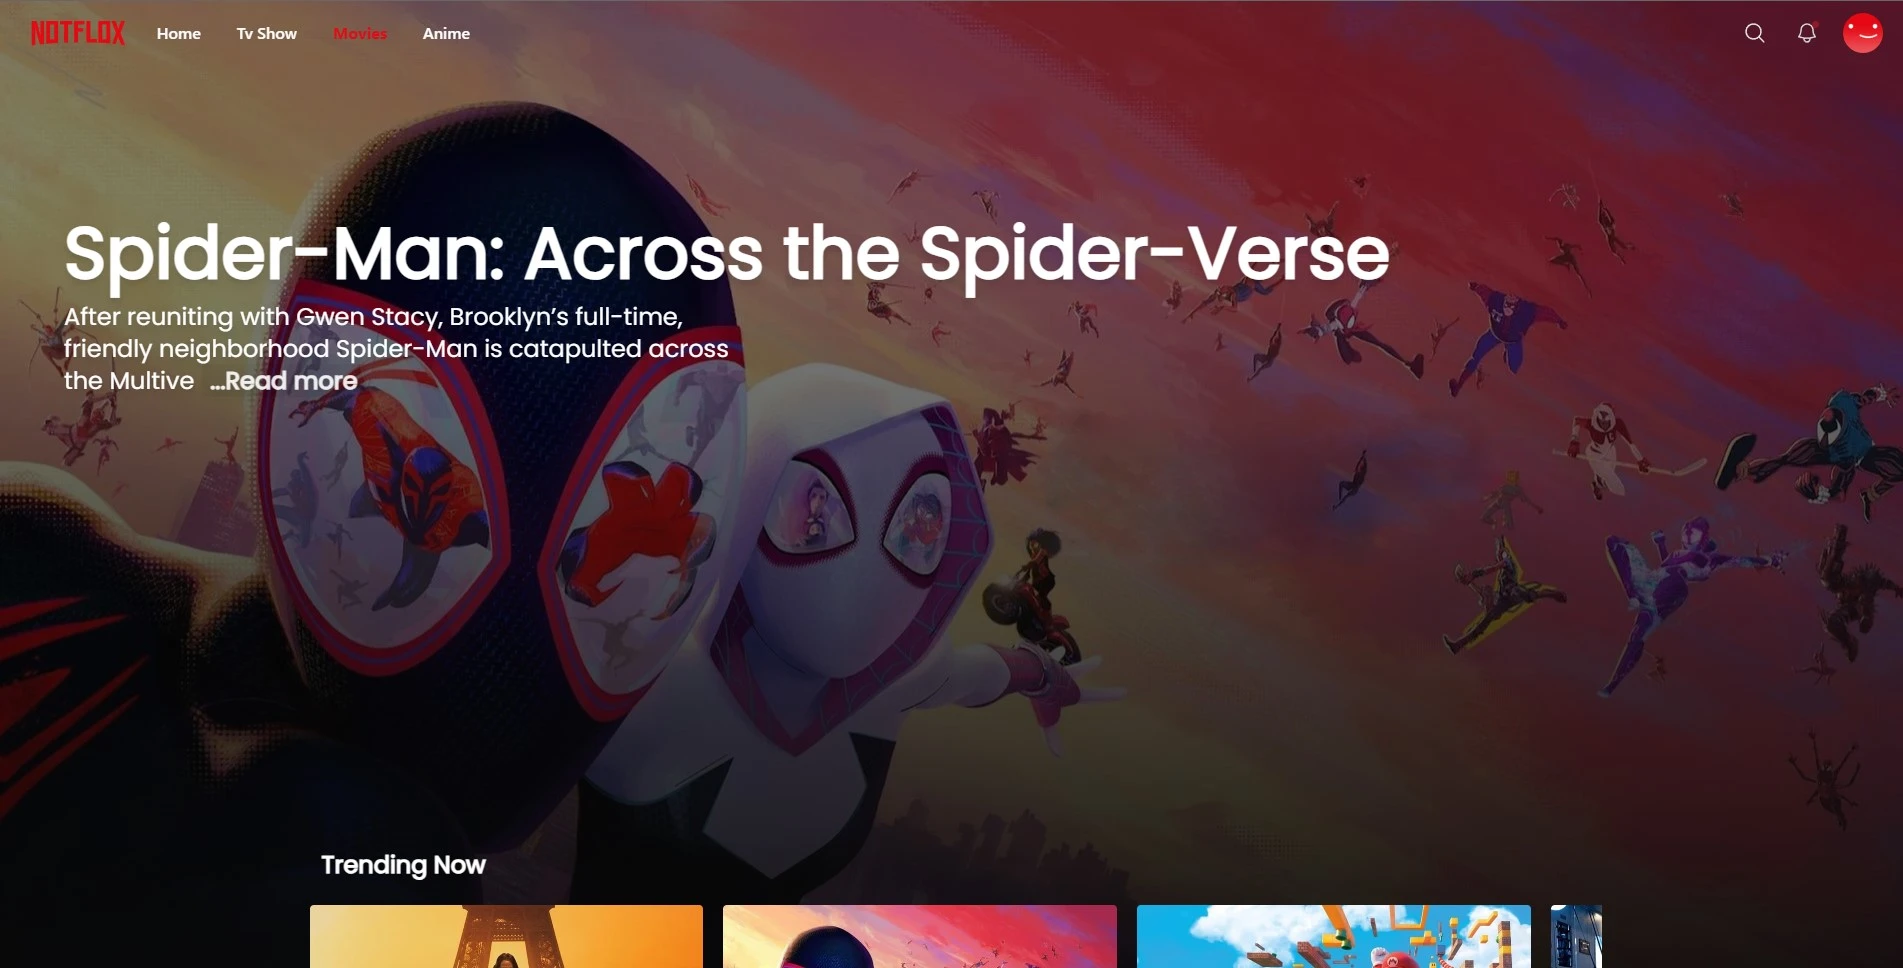 NOTFLOX Home Tv Show Movies Anime
Spider-Man: Across the Spider-Verse
After reuniting with Gwen Stacy, Brooklyn’s full-time,
friendly neighborhood Spider-Man is catapulted across
the Multive ...Read more
Trending Now